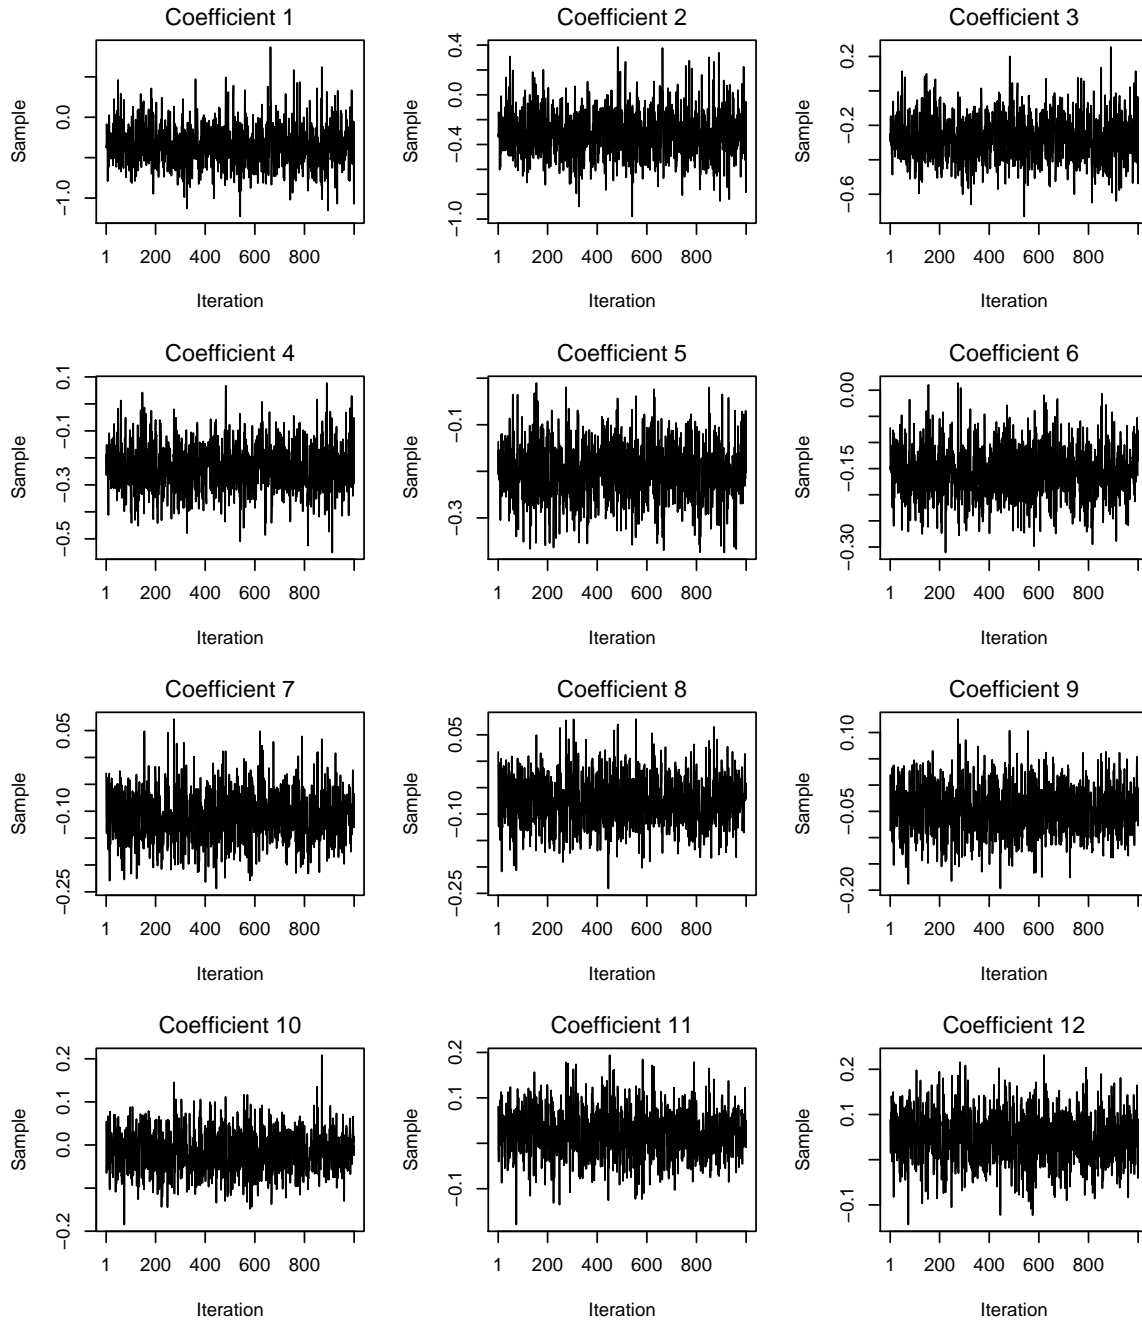 Coefficient 1
Coefficient 2
Coefficient 3
Sample
−1.0
0.0
1
200
400
600
800
Iteration
Sample
−1.0
−0.4
0.0
0.4
1
200
400
600
800
Iteration
Sample
−0.6
−0.2
0.2
1
200
400
600
800
Iteration
Coefficient 4
Coefficient 5
Coefficient 6
Sample
−0.5
−0.3
−0.1
0.1
1
200
400
600
800
Iteration
Sample
−0.3
−0.1
1
200
400
600
800
Iteration
Sample
−0.30
−0.15
0.00
1
200
400
600
800
Iteration
Coefficient 7
Coefficient 8
Coefficient 9
Sample
−0.25
−0.10
0.05
1
200
400
600
800
Iteration
Sample
−0.25
−0.10
0.05
1
200
400
600
800
Iteration
Sample
−0.20
−0.05
0.10
1
200
400
600
800
Iteration
Coefficient 10
Coefficient 11
Coefficient 12
Sample
−0.2
0.0
0.1
0.2
1
200
400
600
800
Iteration
Sample
−0.1
0.1
0.2
1
200
400
600
800
Iteration
Sample
−0.1
0.1
0.2
1
200
400
600
800
Iteration